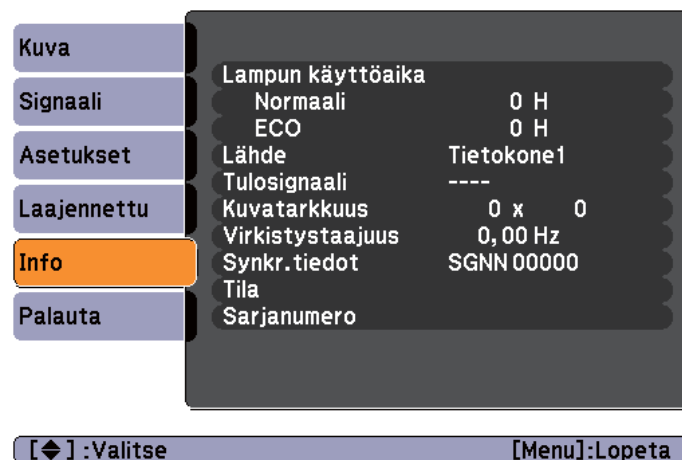 Kuva
Signaali
Asetukset
Laajennettu
Info
Palauta
Lampun käyttöaika
Normaali 0 H
ECO 0 H
Lähde Tietokone1
Tulosignaali ----
Kuvatarkkuus 0 x 0
Virkistystaajuus 0,00 Hz
Synkr.tiedot SGNN 00000
Tila
Sarjanumero
[◆] :Valitse [Menu]:Lopeta